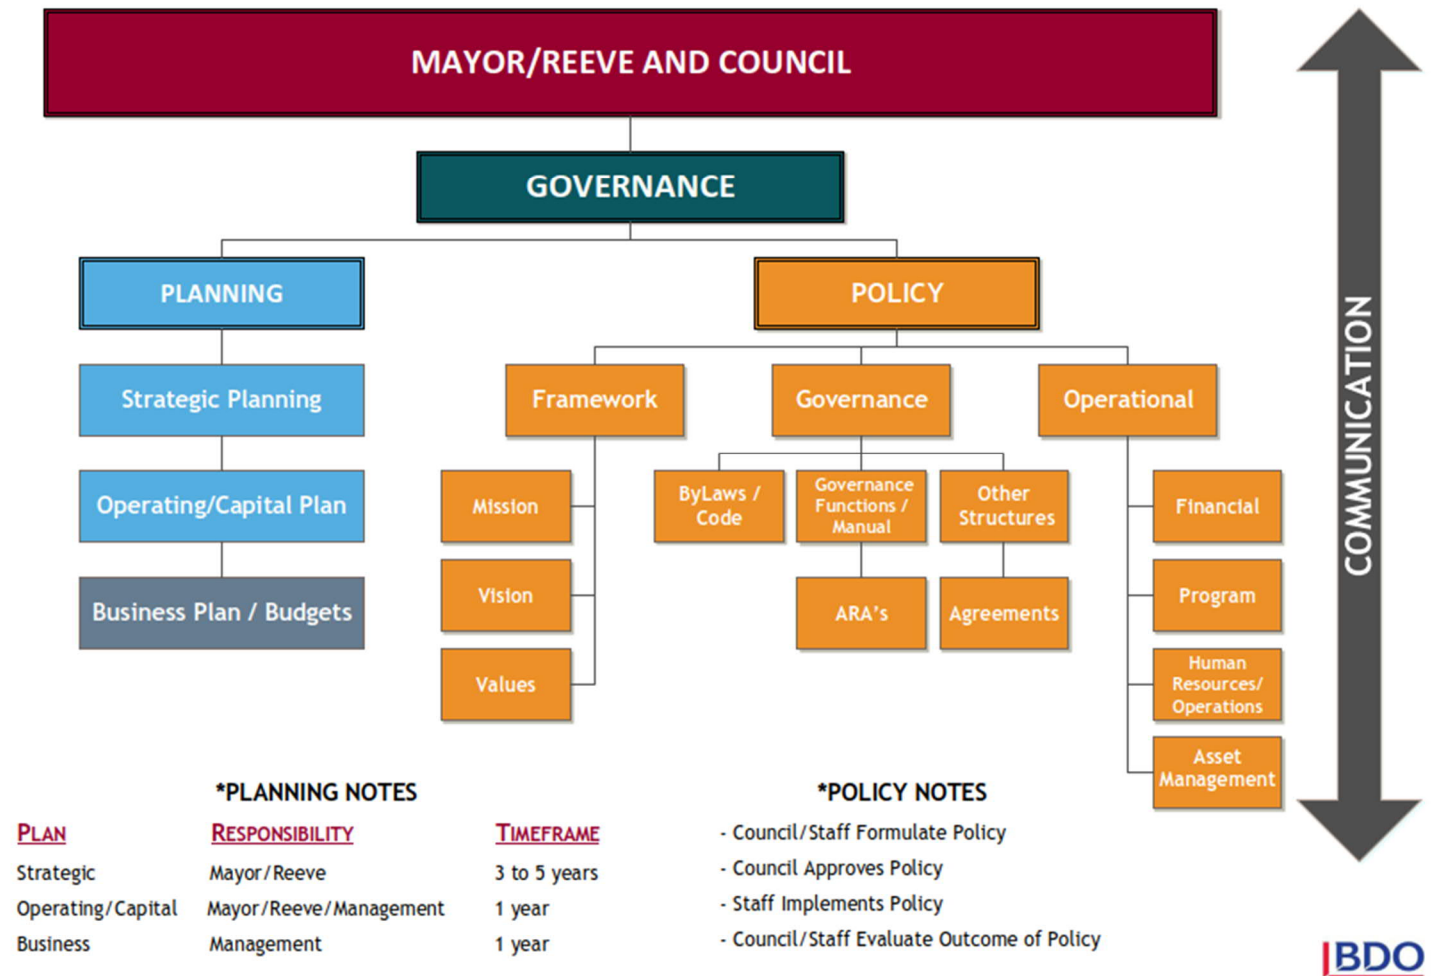 MAYOR/REEVE AND COUNCIL
GOVERNANCE
PLANNING
POLICY
Strategic Planning
Framework
Governance
Operational
Operating/Capital Plan
Mission
ByLaws /
Code
Governance
Functions /
Manual
Other
Structures
Financial
Business Plan / Budgets
Vision
ARA's
Agreements
Program
Values
Human
Resources/
Operations
Asset
Management
COMMUNICATION
*PLANNING NOTES
PLAN RESPONSIBILITY TIMEFRAME
Strategic Mayor/Reeve 3 to 5 years
Operating/Capital Mayor/Reeve/Management 1 year
Business Management 1 year
*POLICY NOTES
- Council/Staff Formulate Policy
- Council Approves Policy
- Staff Implements Policy
- Council/Staff Evaluate Outcome of Policy
BDO